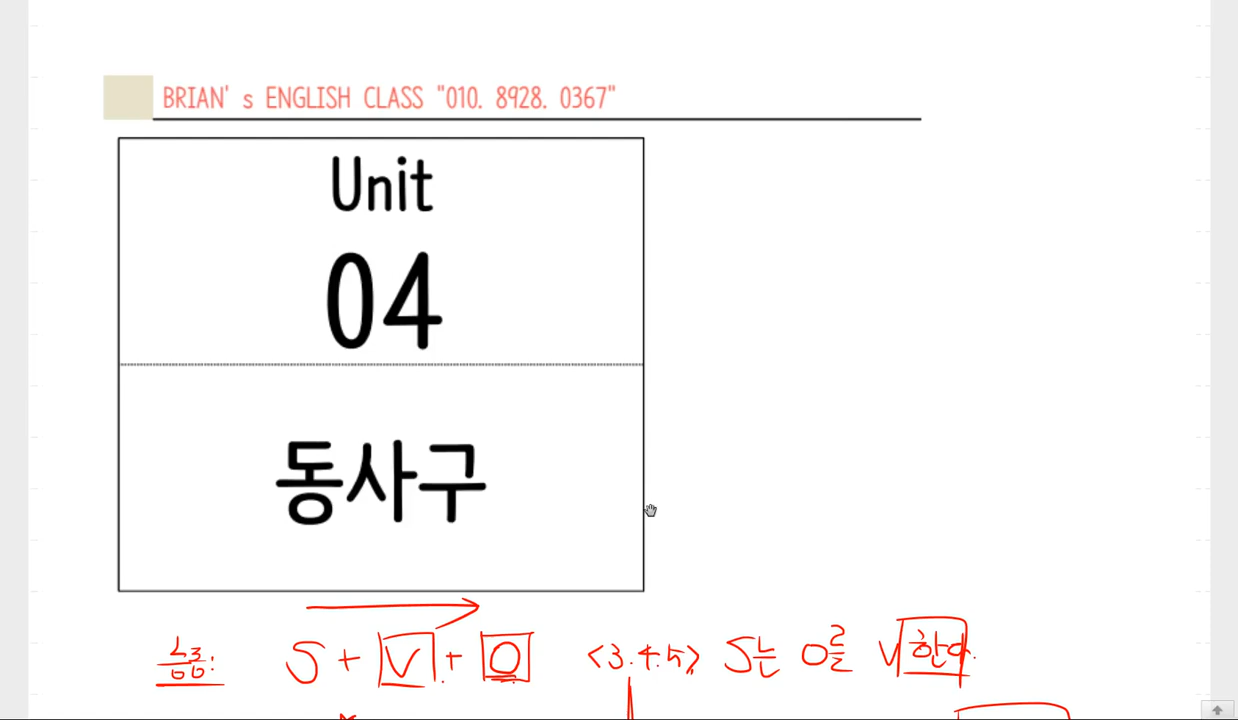 BRIAN' s ENGLISH CLASS "010. 8928. 0367"
Unit
04
동사구
능동: S + V + O <3.4.5> S는 O를 V한다.